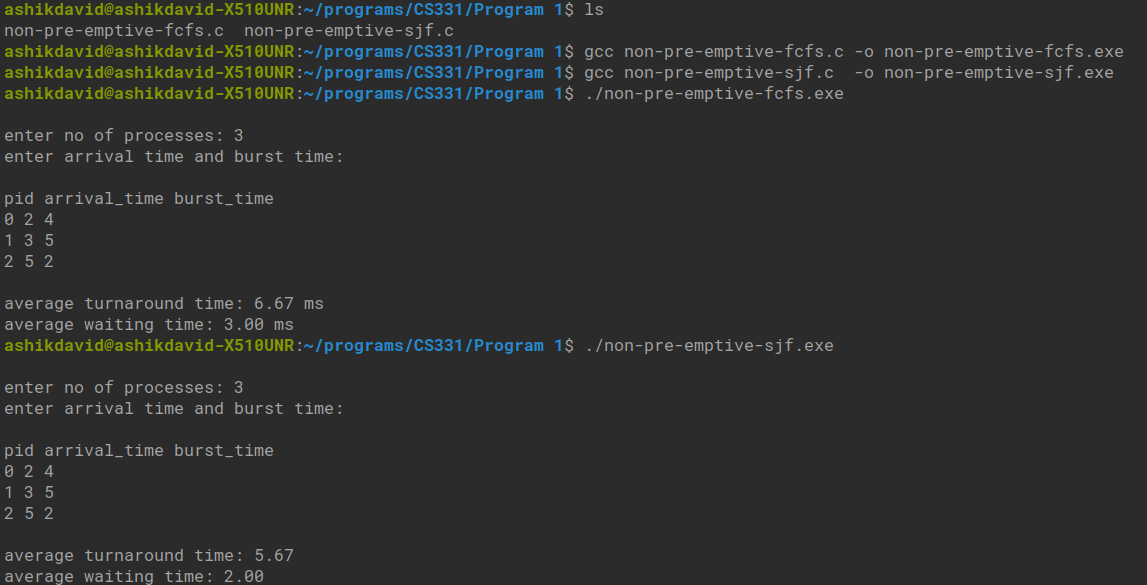 ashikdavid@ashikdavid-X510UNR:~/programs/CS331/Program 1$ ls
non-pre-emptive-fcfs.c  non-pre-emptive-sjf.c
ashikdavid@ashikdavid-X510UNR:~/programs/CS331/Program 1$ gcc non-pre-emptive-fcfs.c -o non-pre-emptive-fcfs.exe
ashikdavid@ashikdavid-X510UNR:~/programs/CS331/Program 1$ gcc non-pre-emptive-sjf.c  -o non-pre-emptive-sjf.exe
ashikdavid@ashikdavid-X510UNR:~/programs/CS331/Program 1$ ./non-pre-emptive-fcfs.exe
enter no of processes: 3
enter arrival time and burst time:
pid arrival_time burst_time
0 2 4
1 3 5
2 5 2
average turnaround time: 6.67 ms
average waiting time: 3.00 ms
ashikdavid@ashikdavid-X510UNR:~/programs/CS331/Program 1$ ./non-pre-emptive-sjf.exe
enter no of processes: 3
enter arrival time and burst time:
pid arrival_time burst_time
0 2 4
1 3 5
2 5 2
average turnaround time: 5.67
average waiting time: 2.00